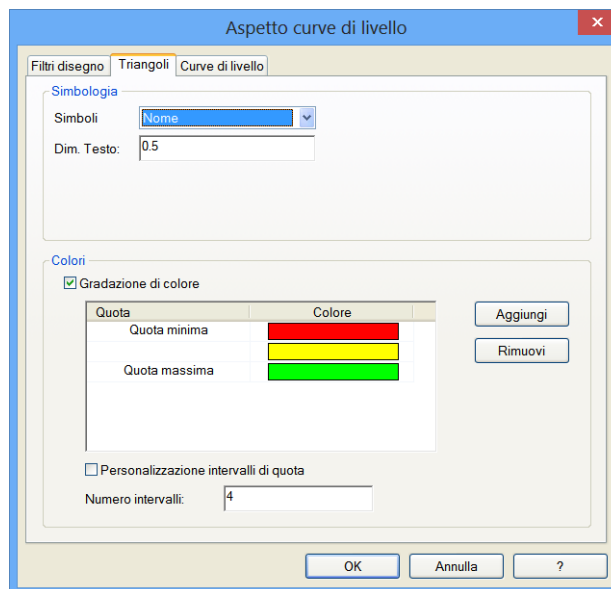 Aspetto curve di livello
Filtri disegno Triangoli Curve di livello
Simbologia
Simboli Nome
Dim. Testo: 0.5
Colori
Gradazione di colore
Quota Colore Aggiungi
Quota minima
Rimuovi
Quota massima
Personalizzazione intervalli di quota
Numero intervalli: 4
OK Annulla ?